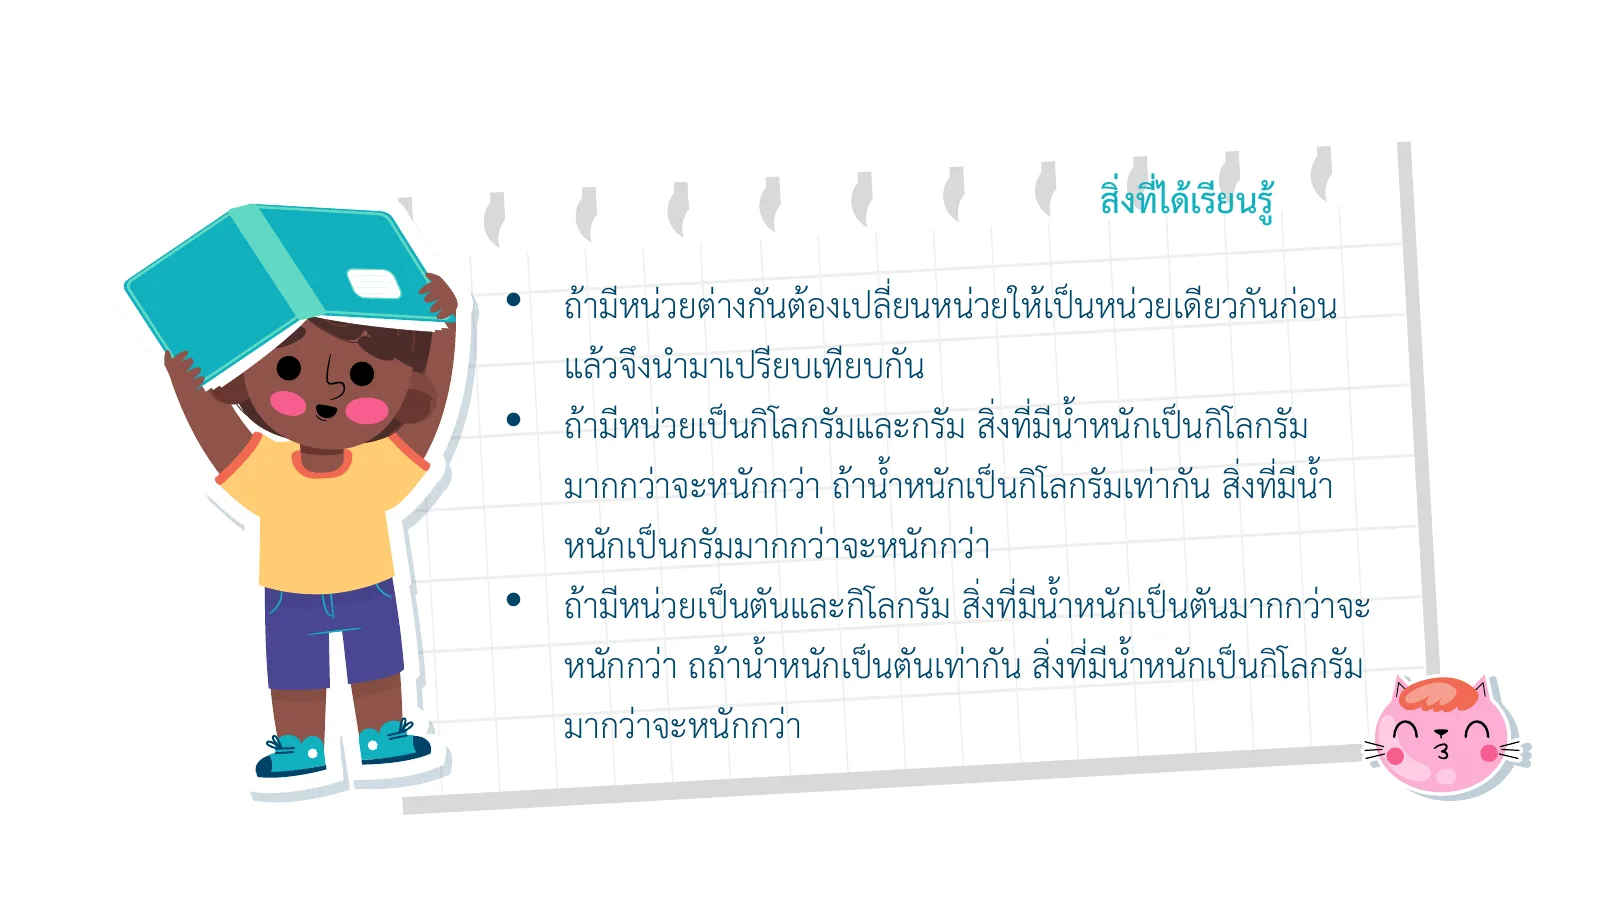 สิ่งที่ได้เรียนรู้
• ถ้ามีหน่วยต่างกันต้องเปลี่ยนหน่วยให้เป็นหน่วยเดียวกันก่อน
แล้วจึงนำมาเปรียบเทียบกัน
• ถ้ามีหน่วยเป็นกิโลกรัมและกรัม สิ่งที่มีน้ำหนักเป็นกิโลกรัม
มากกว่าจะหนักกว่า ถ้าน้ำหนักเป็นกิโลกรัมเท่ากัน สิ่งที่มีน้ำ
หนักเป็นกรัมมากกว่าจะหนักกว่า
• ถ้ามีหน่วยเป็นตันและกิโลกรัม สิ่งที่มีน้ำหนักเป็นตันมากกว่าจะ
หนักกว่า ถถ้าน้ำหนักเป็นตันเท่ากัน สิ่งที่มีน้ำหนักเป็นกิโลกรัม
มากว่าจะหนักกว่า